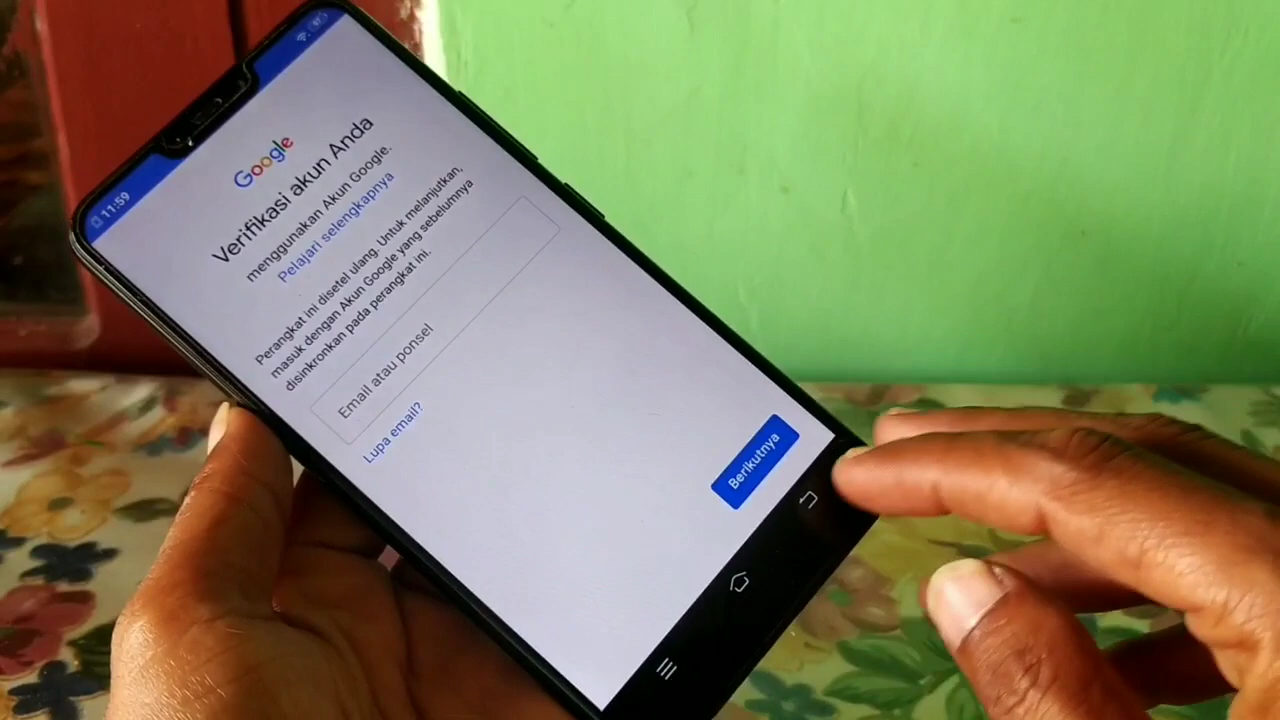 11:59
Google
Verifikasi akun Anda
menggunakan Akun Google.
Pelajari selengkapnya
Perangkat ini disetel ulang. Untuk melanjutkan,
masuk dengan Akun Google yang sebelumnya
disinkronkan pada perangkat ini.
Email atau ponsel
Lupa email?
Berikutnya